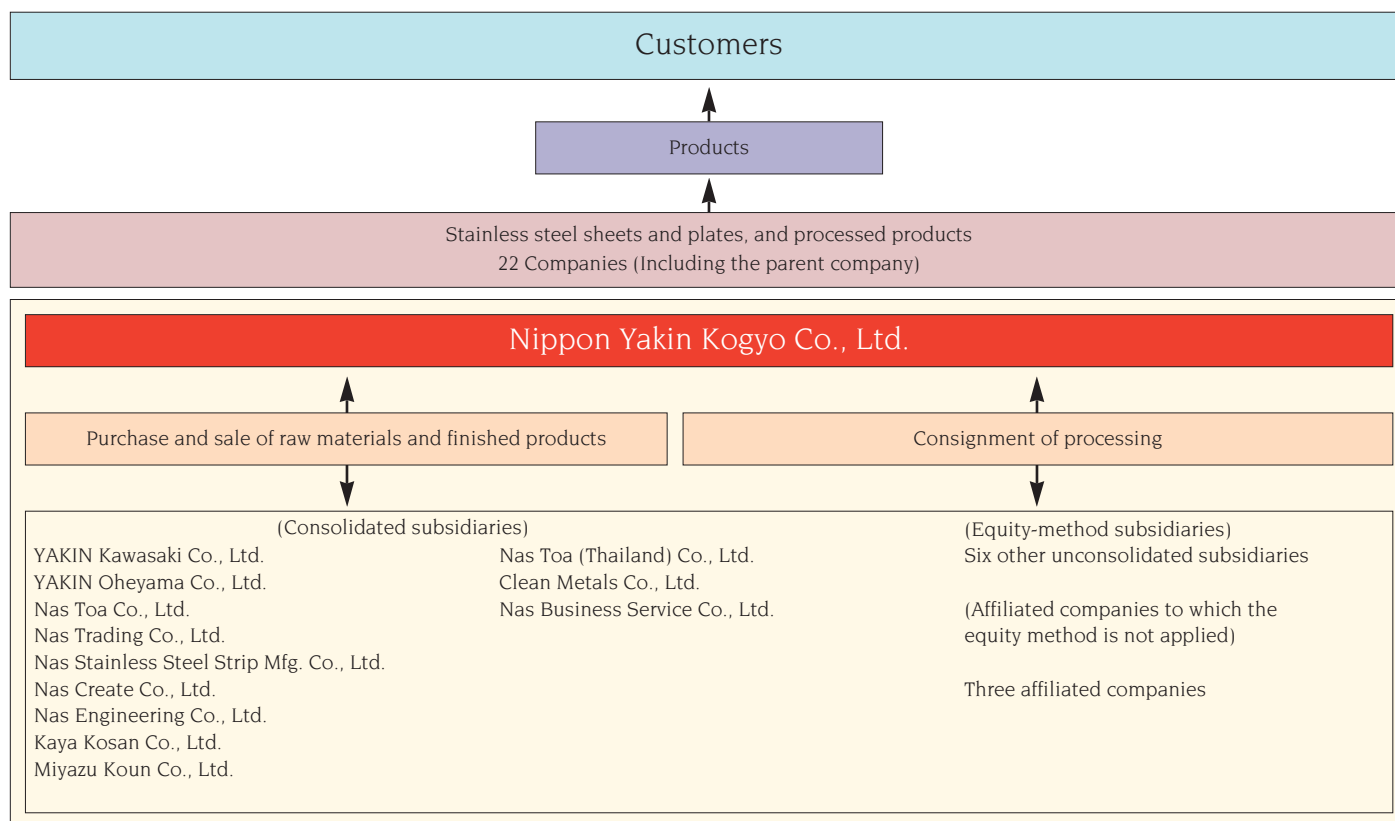 Customers
Products
Stainless steel sheets and plates, and processed products
22 Companies (Including the parent company)
Nippon Yakin Kogyo Co., Ltd.
Purchase and sale of raw materials and finished products
Consignment of processing
(Consolidated subsidiaries)
YAKIN Kawasaki Co., Ltd.
YAKIN Oheyama Co., Ltd.
Nas Toa Co., Ltd.
Nas Trading Co., Ltd.
Nas Stainless Steel Strip Mfg. Co., Ltd.
Nas Create Co., Ltd.
Nas Engineering Co., Ltd.
Kaya Kosan Co., Ltd.
Miyazu Koun Co., Ltd.
Nas Toa (Thailand) Co., Ltd.
Clean Metals Co., Ltd.
Nas Business Service Co., Ltd.
(Equity-method subsidiaries)
Six other unconsolidated subsidiaries
(Affiliated companies to which the
equity method is not applied)
Three affiliated companies